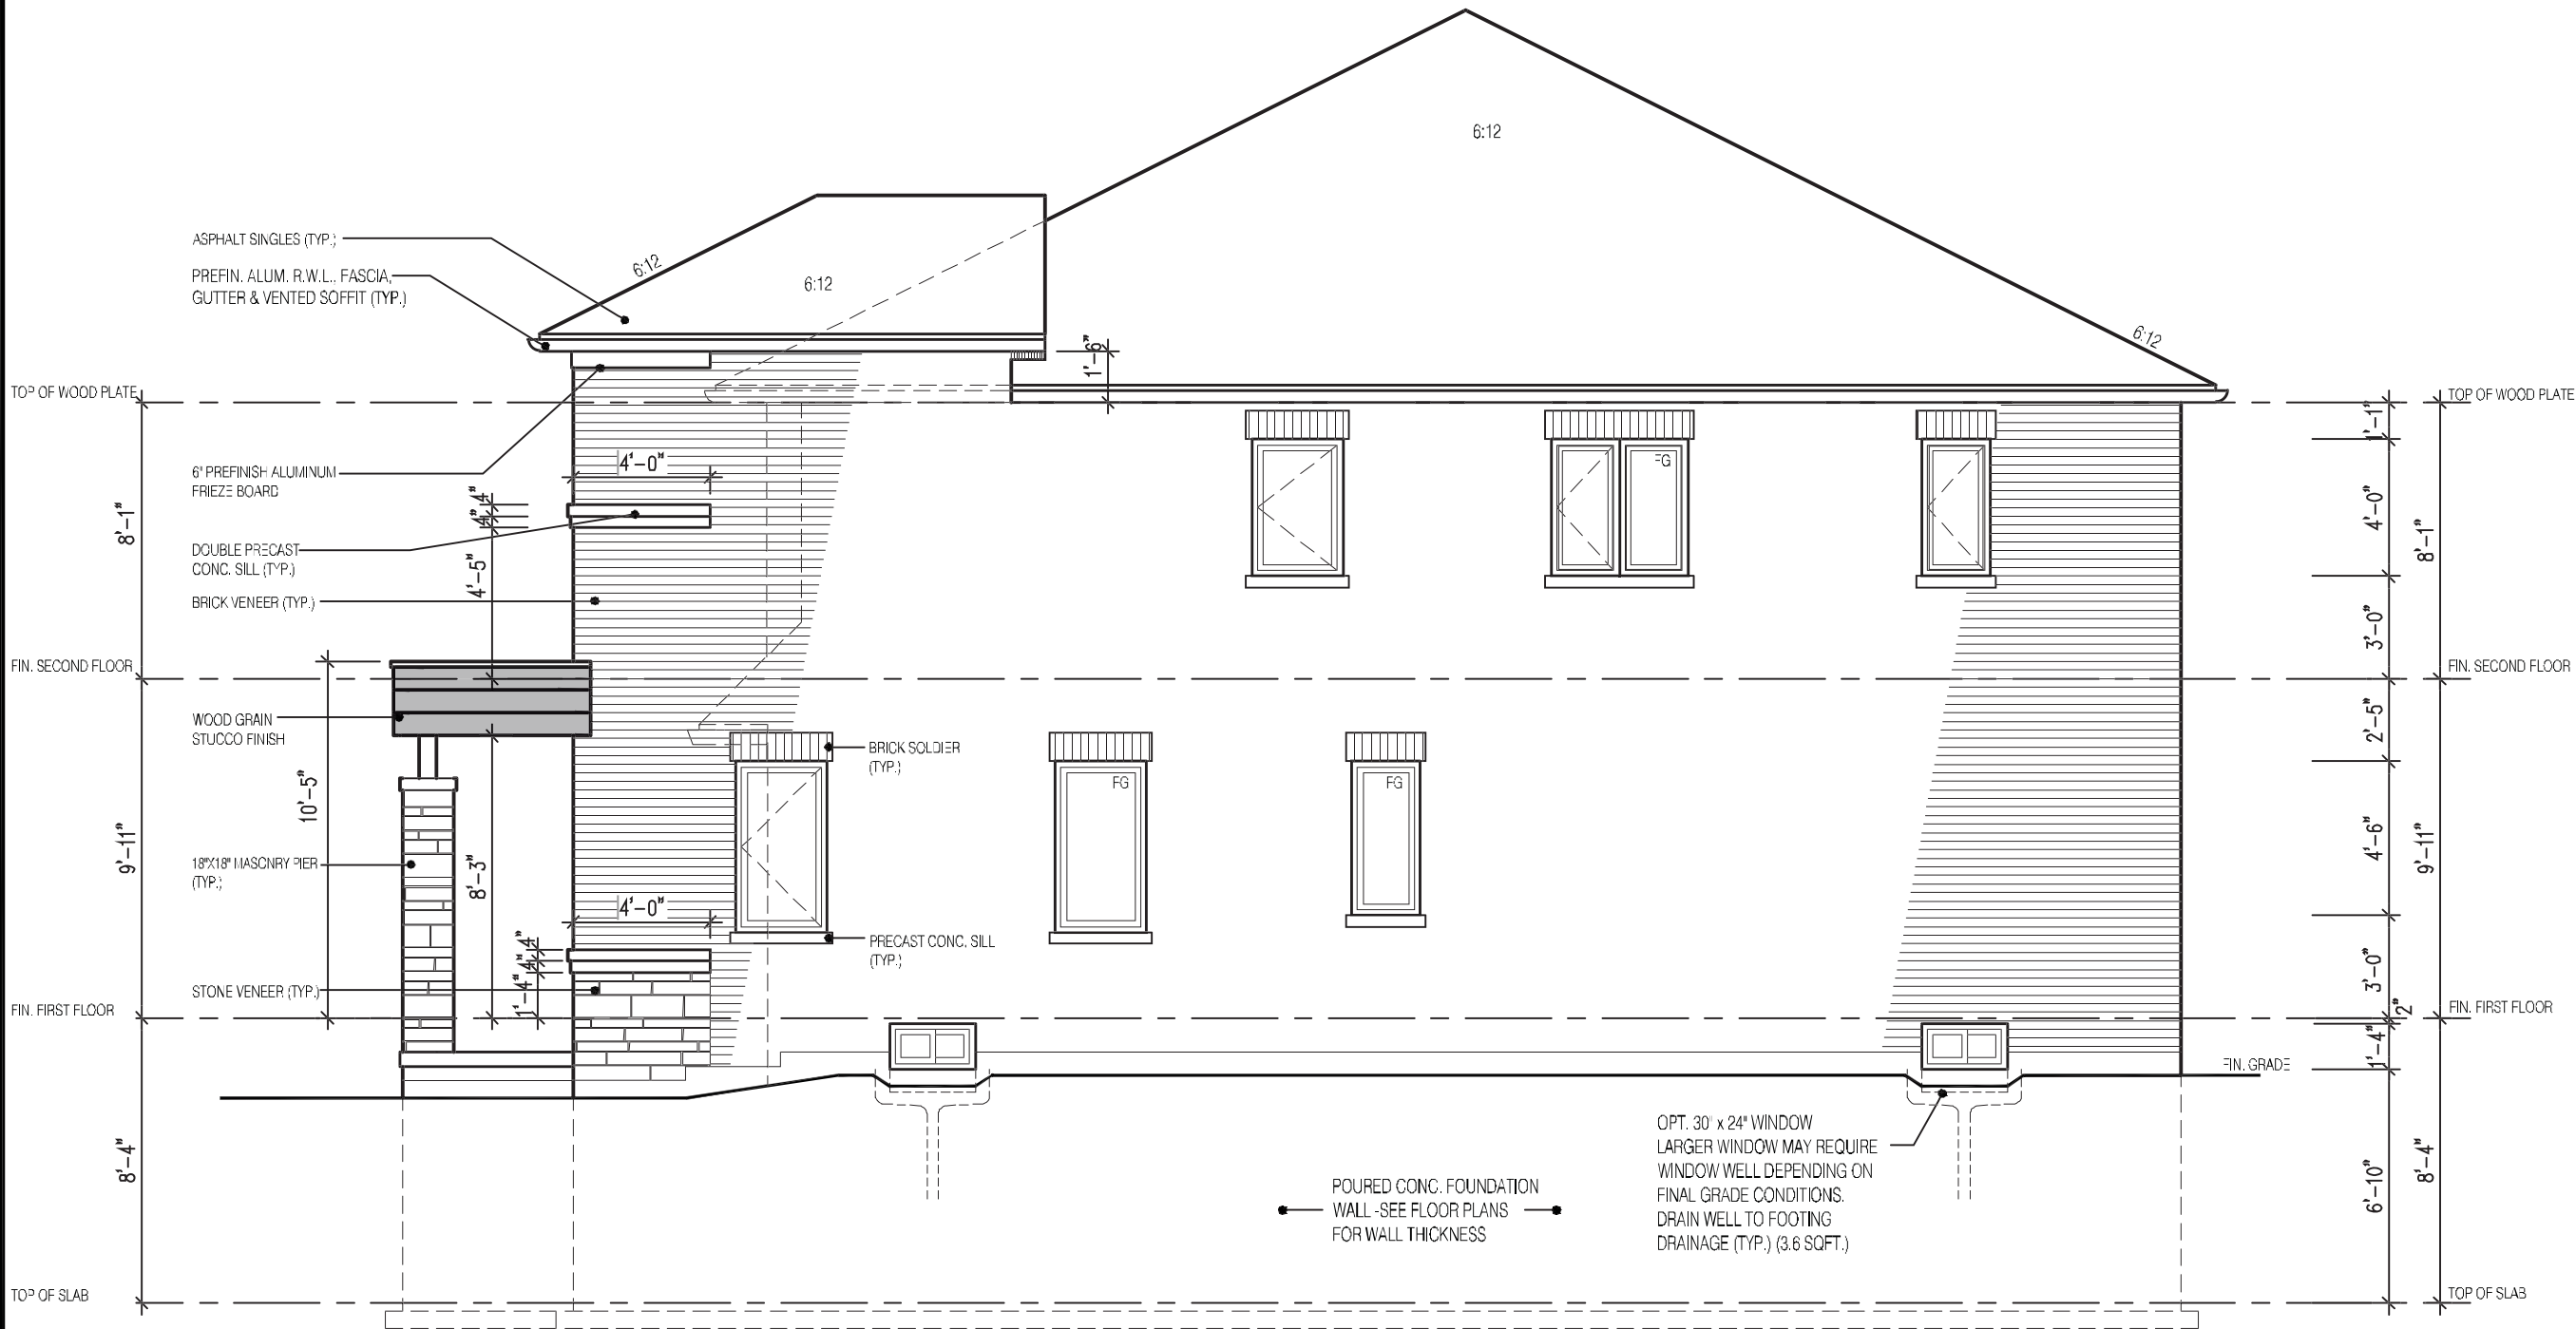 6:12
ASPHALT SINGLES (TYP.)
PREFIN. ALUM. R.W.L., FASCIA,
GUTTER & VENTED SOFFIT (TYP.)
6:12
6:12
6:12
1'-6"
TOP OF WOOD PLATE
TOP OF WOOD PLATE
1'-1"
4'-0"
6" PREFINISH ALUMINUM
FRIEZE BOARD
FG
4"
4"
4'-0"
8'-1"
8'-1"
DOUBLE PRECAST
CONC. SILL (TYP.)
4'-5"
BRICK VENEER (TYP.)
3'-0"
FIN. SECOND FLOOR
FIN. SECOND FLOOR
WOOD GRAIN
STUCCO FINISH
2'-5"
BRICK SOLDIER
(TYP.)
FG
FG
10'-5"
9'-11"
18"X18" MASONRY PIER
(TYP.)
8'-3"
4'-6"
9'-11"
4'-0"
4"
4"
1'-4"
PRECAST CONC. SILL
(TYP.)
STONE VENEER (TYP.)
3'-0"
FIN. FIRST FLOOR
2"
FIN. FIRST FLOOR
1'-4"
FIN. GRADE
8'-4"
OPT. 30" x 24" WINDOW
LARGER WINDOW MAY REQUIRE
WINDOW WELL DEPENDING ON
FINAL GRADE CONDITIONS.
DRAIN WELL TO FOOTING
DRAINAGE (TYP.) (3.6 SQFT.)
POURED CONC. FOUNDATION
WALL -SEE FLOOR PLANS
FOR WALL THICKNESS
6'-10"
8'-4"
TOP OF SLAB
TOP OF SLAB